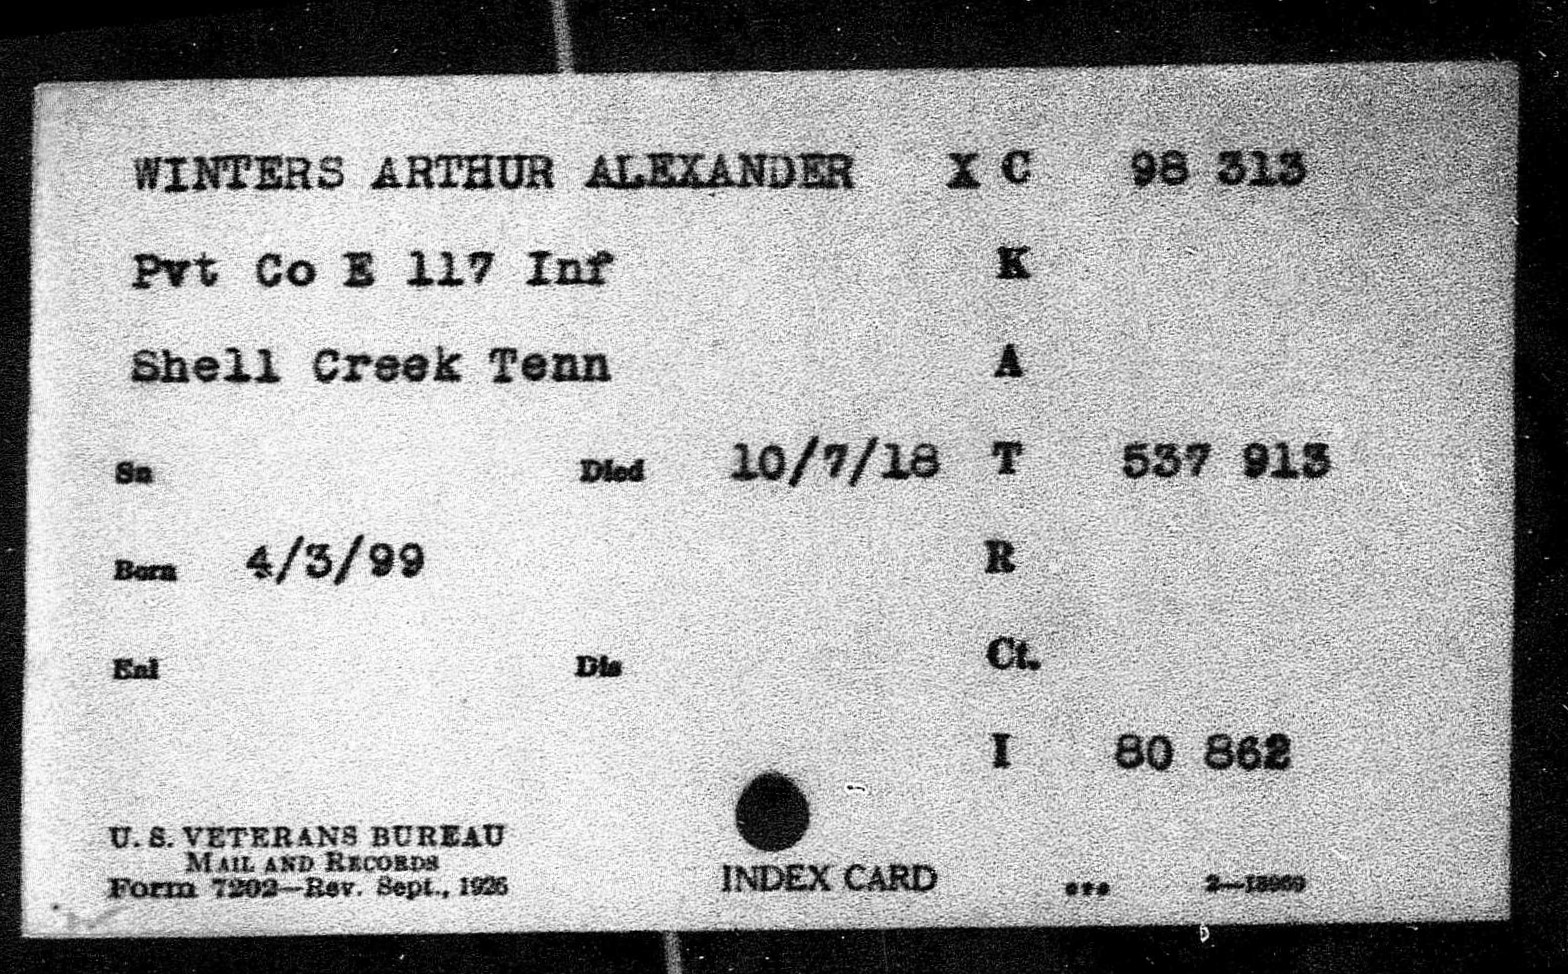 WINTERS ARTHUR ALEXANDER X C 98 313
Pvt Co E 117 Inf K
Shell Creek Tenn A
Sn Died 10/7/18 T 537 913
Born 4/3/99 R
Enl Dis Ct.
I 80 862
U. S. VETERANS BUREAU
MAIL AND RECORDS
Form 7202—Rev. Sept., 1926
INDEX CARD